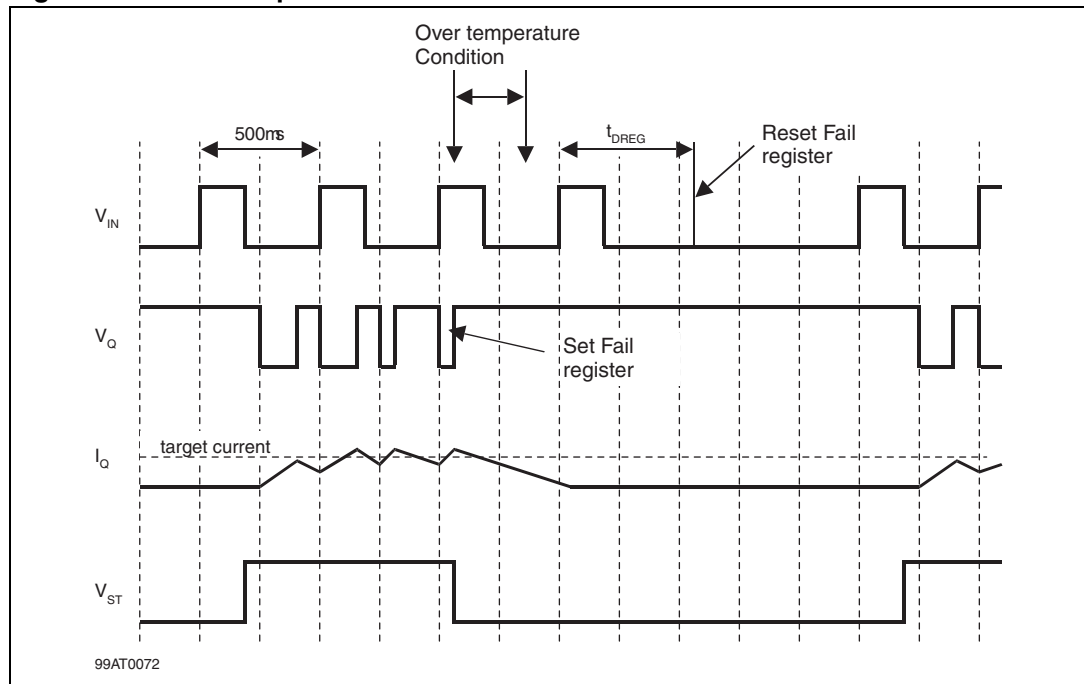 Over temperature
Condition
500ms
t_DREG
Reset Fail
register
V_IN
V_Q
Set Fail
register
target current
I_Q
V_ST
99AT0072